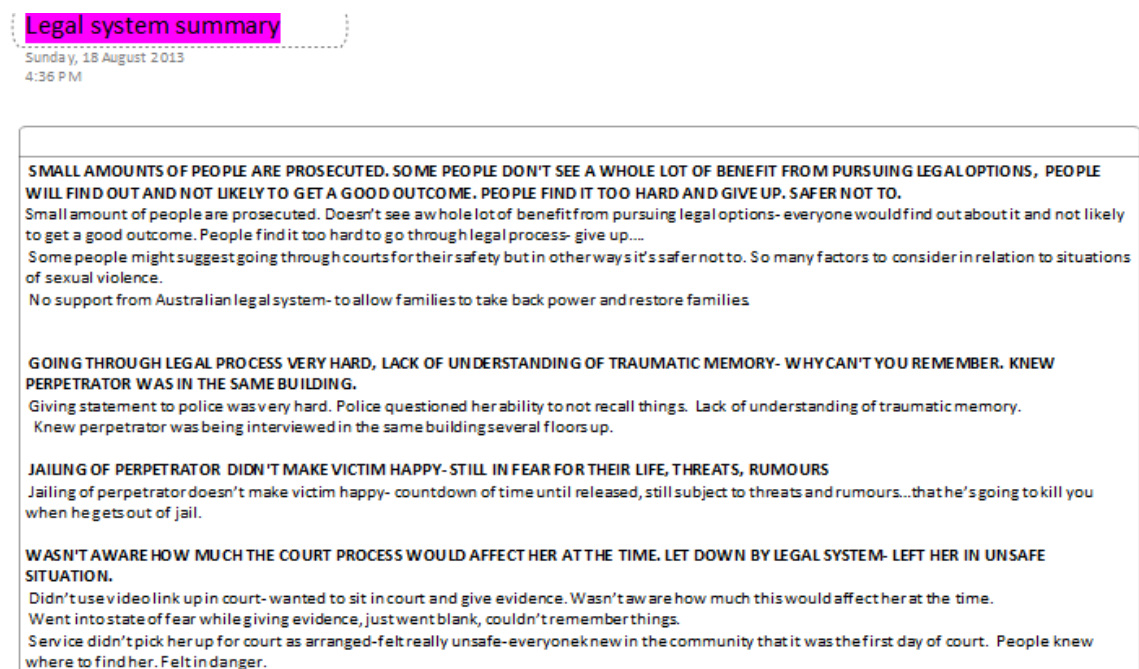 Legal system summary
Sunday, 18 August 2013
4:36 PM
SMALL AMOUNTS OF PEOPLE ARE PROSECUTED. SOME PEOPLE DON'T SEE A WHOLE LOT OF BENEFIT FROM PURSUING LEGAL OPTIONS, PEOPLE
WILL FIND OUT AND NOT LIKELY TO GET A GOOD OUTCOME. PEOPLE FIND IT TOO HARD AND GIVE UP. SAFER NOT TO.
Small amount of people are prosecuted. Doesn't see a whole lot of benefit from pursuing legal options- everyone would find out about it and not likely
to get a good outcome. People find it too hard to go through legal process- give up....
Some people might suggest going through courts for their safety but in other ways it's safer not to. So many factors to consider in relation to situations
of sexual violence.
No support from Australian legal system- to allow families to take back power and restore families.
GOING THROUGH LEGAL PROCESS VERY HARD, LACK OF UNDERSTANDING OF TRAUMATIC MEMORY- WHY CAN'T YOU REMEMBER. KNEW
PERPETRATOR WAS IN THE SAME BUILDING.
Giving statement to police was very hard. Police questioned her ability to not recall things. Lack of understanding of traumatic memory.
Knew perpetrator was being interviewed in the same building several floors up.
JAILING OF PERPETRATOR DIDN'T MAKE VICTIM HAPPY- STILL IN FEAR FOR THEIR LIFE, THREATS, RUMOURS
Jailing of perpetrator doesn't make victim happy- countdown of time until released, still subject to threats and rumours...that he's going to kill you
when he gets out of jail.
WASN'T AWARE HOW MUCH THE COURT PROCESS WOULD AFFECT HER AT THE TIME. LET DOWN BY LEGAL SYSTEM- LEFT HER IN UNSAFE
SITUATION.
Didn't use video link up in court- wanted to sit in court and give evidence. Wasn't aware how much this would affect her at the time.
Went into state of fear while giving evidence, just went blank, couldn't remember things.
Service didn't pick her up for court as arranged-felt really unsafe-everyone knew in the community that it was the first day of court. People knew
where to find her. Felt in danger.